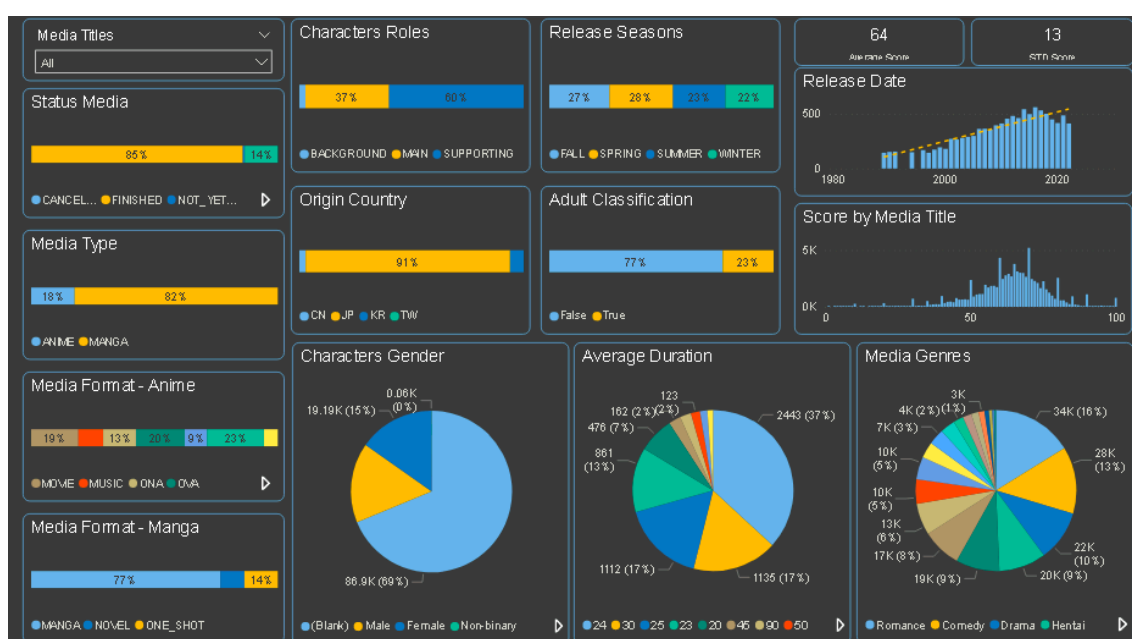 Media Titles
All
Status Media
85%
14%
CANCEL... FINISHED NOT_YET...
Media Type
18%
82%
ANIME MANGA
Media Format - Anime
19%
13%
20%
9%
23%
MOVIE MUSIC ONA OVA
Media Format - Manga
77%
14%
MANGA NOVEL ONE_SHOT
Characters Roles
37%
60%
BACKGROUND MAIN SUPPORTING
Release Seasons
27%
28%
23%
22%
FALL SPRING SUMMER WINTER
Origin Country
91%
CN JP KR TW
Adult Classification
77%
23%
False True
64
Average Score
13
STD Score
Release Date
500
0
1980
2000
2020
Score by Media Title
5K
0K
0
50
100
Characters Gender
0.06K
(0%)
19.19K (15%)
86.9K (69%)
(Blank) Male Female Non-binary
Average Duration
123
(2%)
162 (2%)
476 (7%)
861
(13%)
1112 (17%)
1135 (17%)
2443 (37%)
24 30 25 23 20 45 90 50
Media Genres
3K
(1%)
4K (2%)
7K (3%)
10K
(5%)
10K
(5%)
13K
(6%)
17K (8%)
19K (9%)
20K (9%)
22K
(10%)
28K
(13%)
34K (16%)
Romance Comedy Drama Hentai